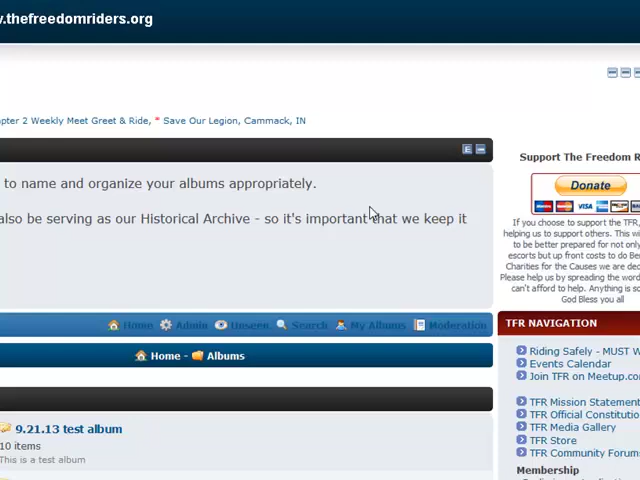 .thefreedomriders.org
pter 2 Weekly Meet Greet & Ride, * Save Our Legion, Cammack, IN
E
to name and organize your albums appropriately.
also be serving as our Historical Archive - so it's important that we keep it
Home Admin Unseen Search My Albums Moderation
Home - Albums
9.21.13 test album
10 items
This is a test album
Support The Freedom R
Donate
VISA
If you choose to support the TFR,
helping us to support others. This wi
to be better prepared for not only
escorts but up front costs to do Be
Charities for the Causes we are dec
Please help us by spreading the word
can't afford to help. Anything is so
God Bless you all
TFR NAVIGATION
Riding Safely - MUST W
Events Calendar
Join TFR on Meetup.co
TFR Mission Statement
TFR Official Constitutio
TFR Media Gallery
TFR Store
TFR Community Forum
Membership